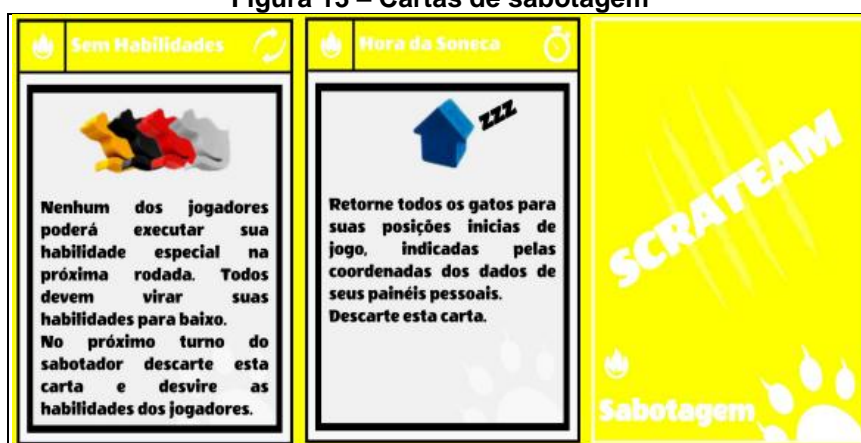 Figura 15 – Cartas de sabotagem
Sem Habilidades
Nenhum dos jogadores
poderá executar sua
habilidade especial na
próxima rodada. Todos
devem virar suas
habilidades para baixo.
No próximo turno do
sabotador descarte esta
carta e desvire as
habilidades dos jogadores.
Hora da Soneca
zzz
Retorne todos os gatos para
suas posições inicias de
jogo, indicadas pelas
coordenadas dos dados de
seus painéis pessoais.
Descarte esta carta.
SCRATEAM
Sabotagem